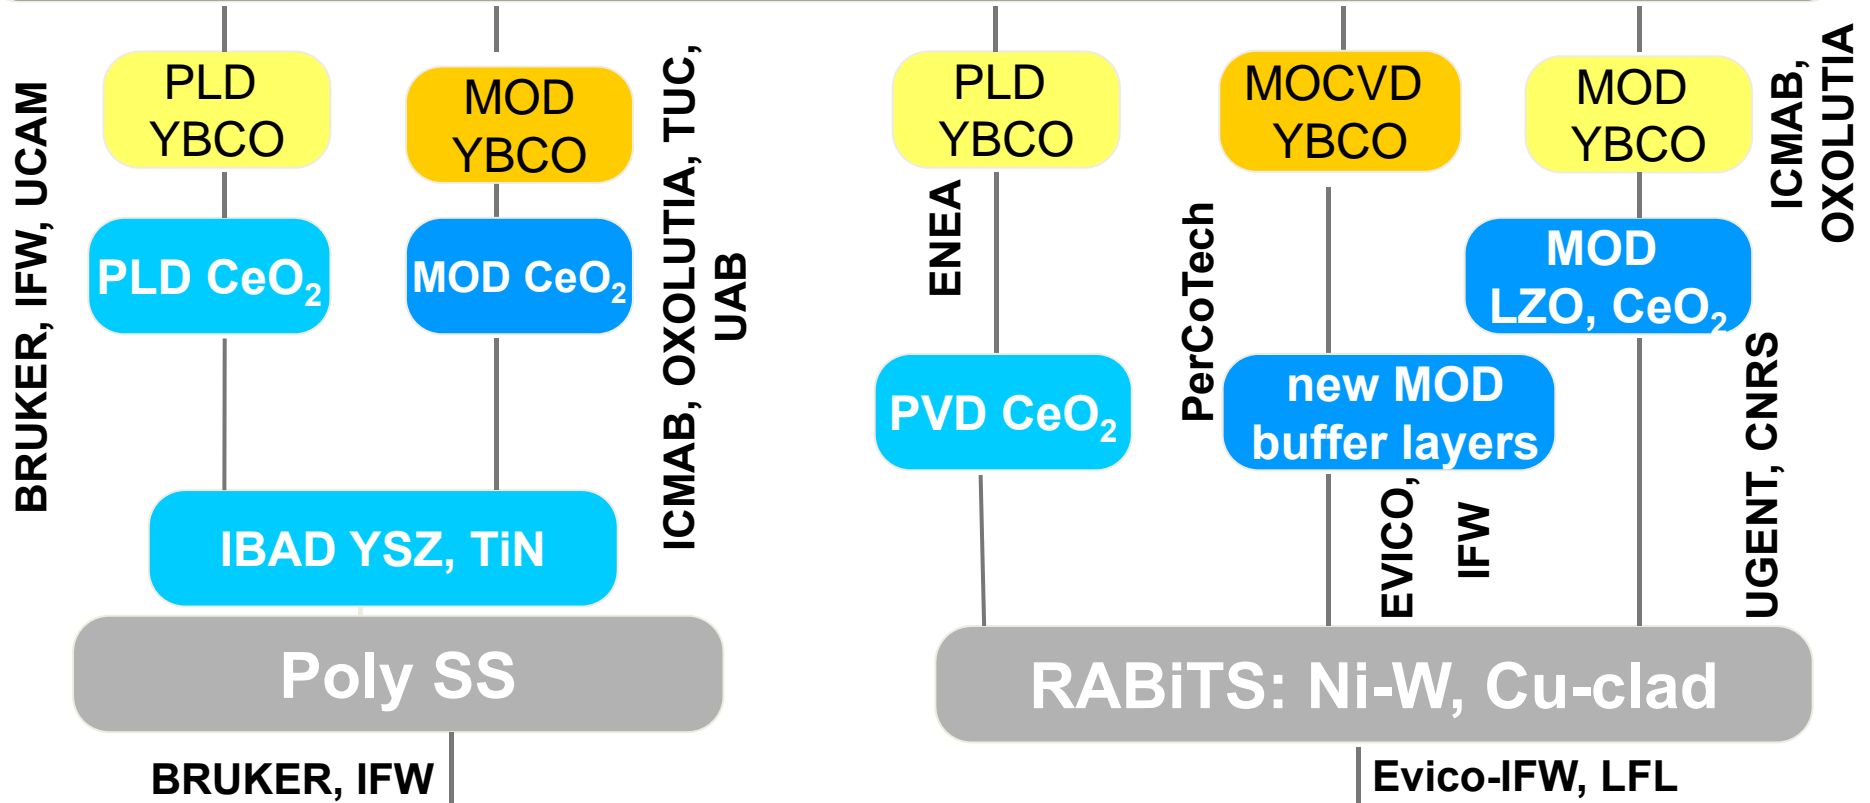 PLD
YBCO
MOD
YBCO
PLD
YBCO
MOCVD
YBCO
MOD
YBCO
ICMAB,
OXOLUTIA
BRUKER, IFW, UCAM
PLD CeO₂
MOD CeO₂
ICMAB, OXOLUTIA, TUC,
UAB
ENEA
PerCoTech
MOD
LZO, CeO₂
PVD CeO₂
new MOD
buffer layers
UGENT, CNRS
EVICO,
IFW
IBAD YSZ, TiN
Poly SS
RABiTS: Ni-W, Cu-clad
BRUKER, IFW
Evico-IFW, LFL